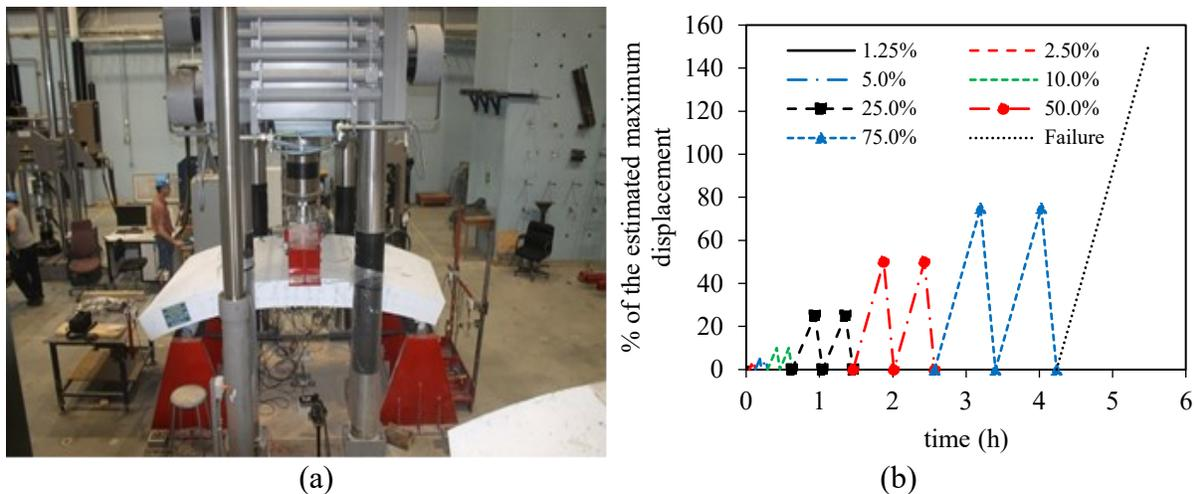 160
140
120
100
80
60
40
20
0
% of the estimated maximum
displacement
1.25%
2.50%
5.0%
10.0%
25.0%
50.0%
75.0%
Failure
0 1 2 3 4 5 6
time (h)
(a)
(b)